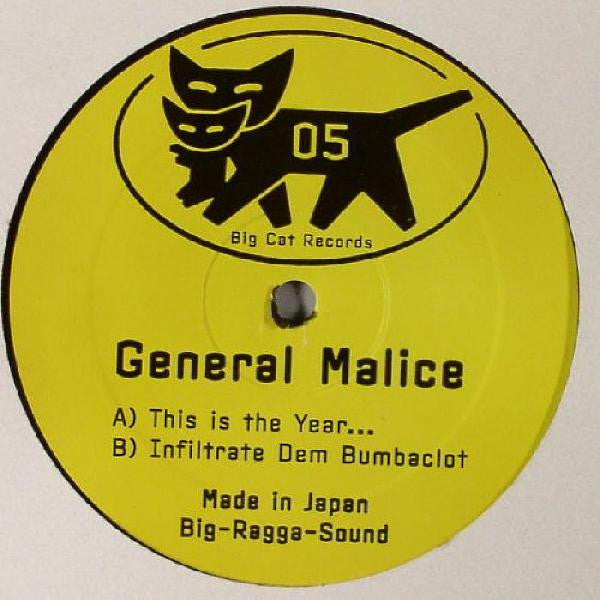 05
Big Cat Records
General Malice
A) This is the Year...
B) Infiltrate Dem Bumbaclot
Made in Japan
Big-Ragga-Sound